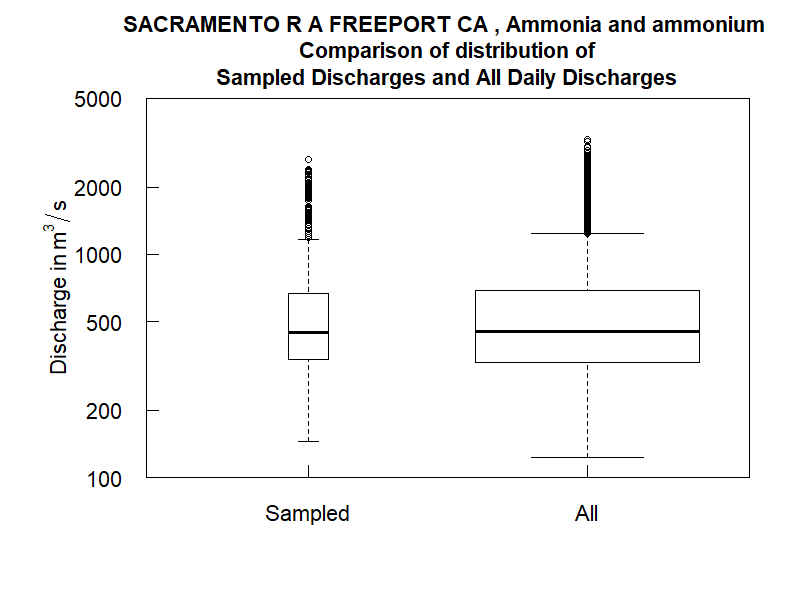 SACRAMENTO R A FREEPORT CA , Ammonia and ammonium
Comparison of distribution of
Sampled Discharges and All Daily Discharges
Discharge in m³ / s
5000
2000
1000
500
200
100
Sampled
All